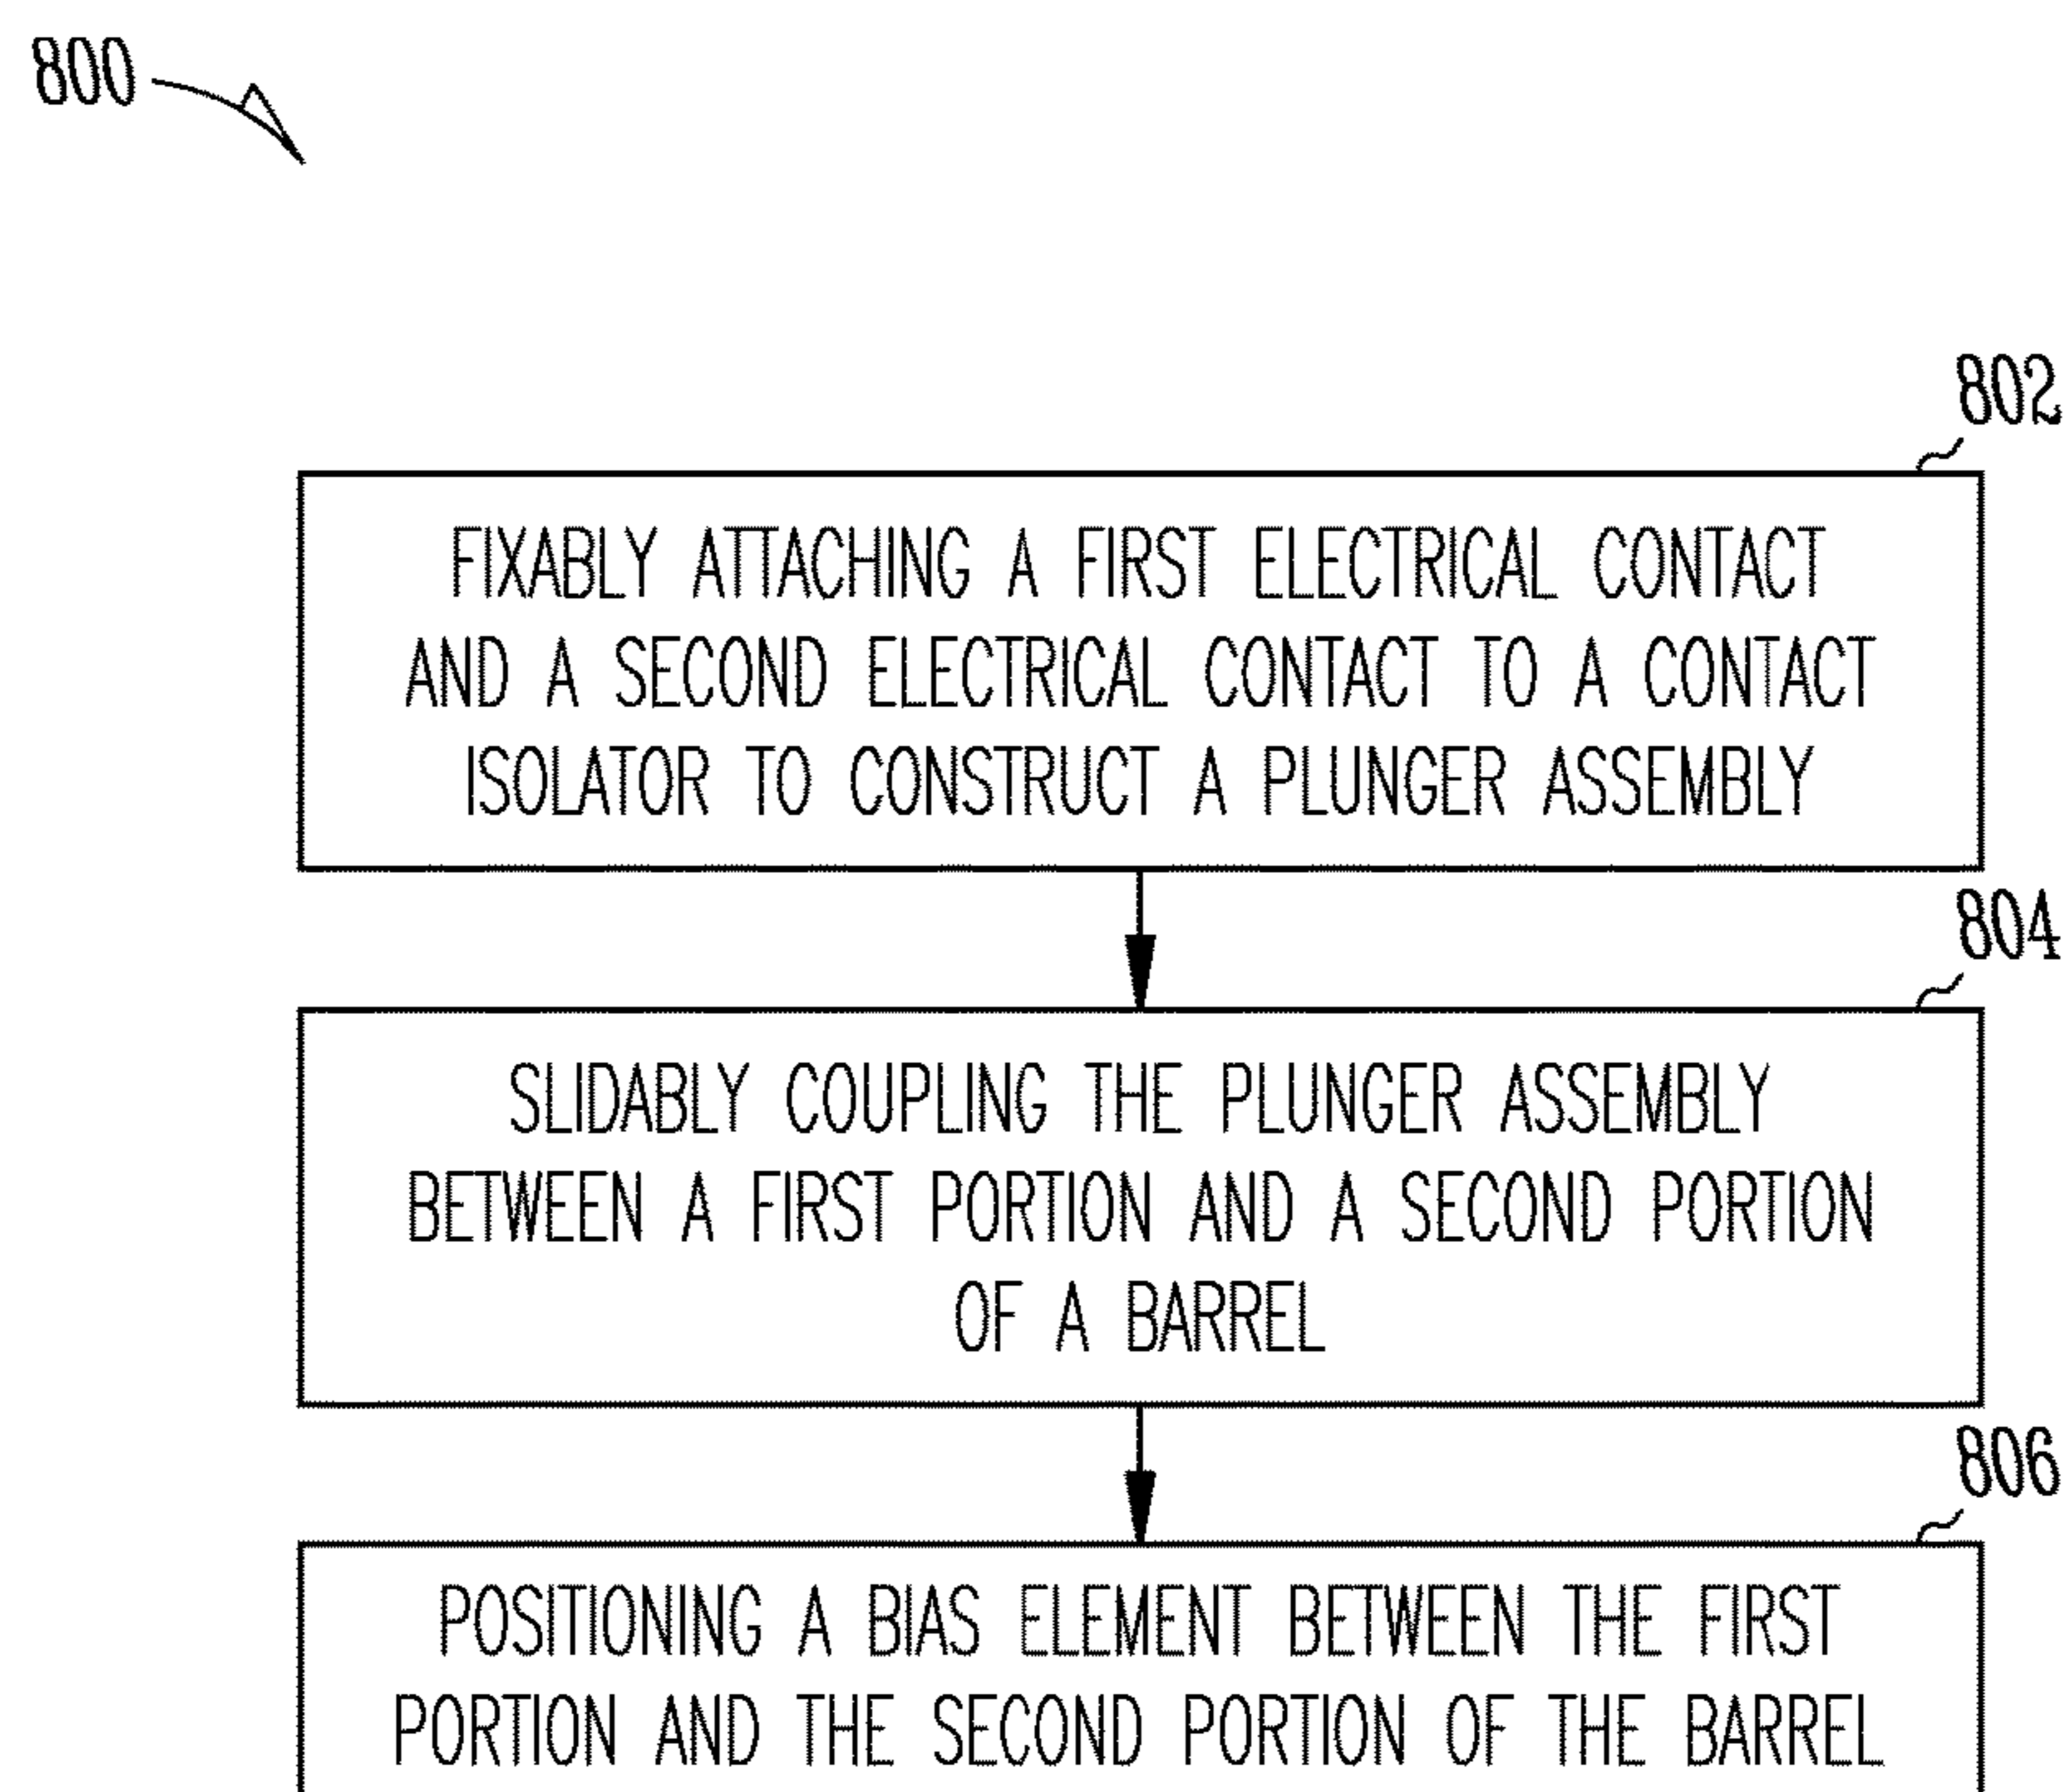 800
802
FIXABLY ATTACHING A FIRST ELECTRICAL CONTACT
AND A SECOND ELECTRICAL CONTACT TO A CONTACT
ISOLATOR TO CONSTRUCT A PLUNGER ASSEMBLY
804
SLIDABLY COUPLING THE PLUNGER ASSEMBLY
BETWEEN A FIRST PORTION AND A SECOND PORTION
OF A BARREL
806
POSITIONING A BIAS ELEMENT BETWEEN THE FIRST
PORTION AND THE SECOND PORTION OF THE BARREL